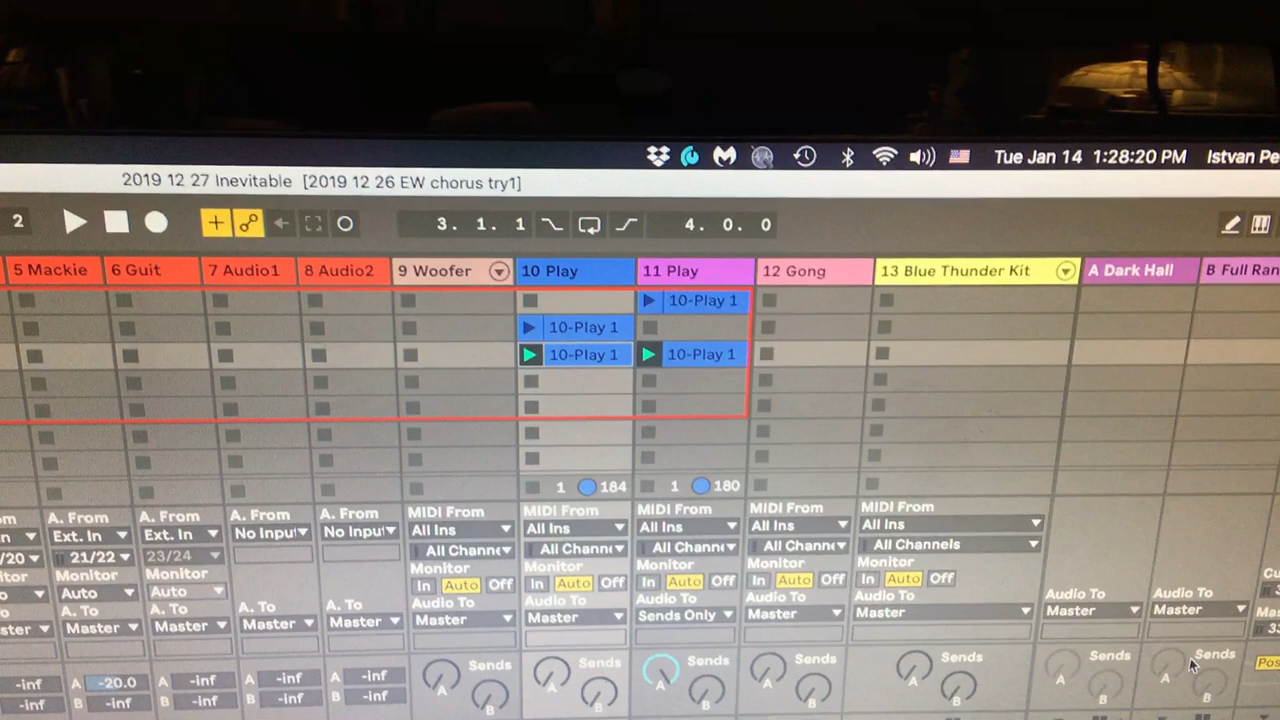 Tue Jan 14 1:28:20 PM Istvan Pe
2019 12 27 Inevitable [2019 12 26 EW chorus try1]
2 3. 1. 1 4. 0. 0
5 Mackie 6 Guit 7 Audio1 8 Audio2 9 Woofer 10 Play 11 Play 12 Gong 13 Blue Thunder Kit A Dark Hall B Full Ran
10-Play 1
10-Play 1
10-Play 1 10-Play 1
1 184 1 180
A. From A. From A. From A. From MIDI From MIDI From MIDI From MIDI From MIDI From
Ext. In Ext. In No Input No Input All Ins All Ins All Ins All Ins All Ins
/20 21/22 23/24 All Channe All Channe All Channe All Channe All Channels
Monitor Monitor Monitor Monitor Monitor Monitor Monitor
Auto Auto In Auto Off In Auto Off In Auto Off In Auto Off In Auto Off
A. To A. To A. To A. To Audio To Audio To Audio To Audio To Audio To Audio To Audio To
ster Master Master Master Master Master Master Sends Only Master Master Master Master
Sends Sends Sends Sends Sends Sends Sends
-inf A -20.0 A -inf A -inf A -inf A A A A A A A
-inf B -inf B -inf B -inf B -inf B B B B B B B
Pos